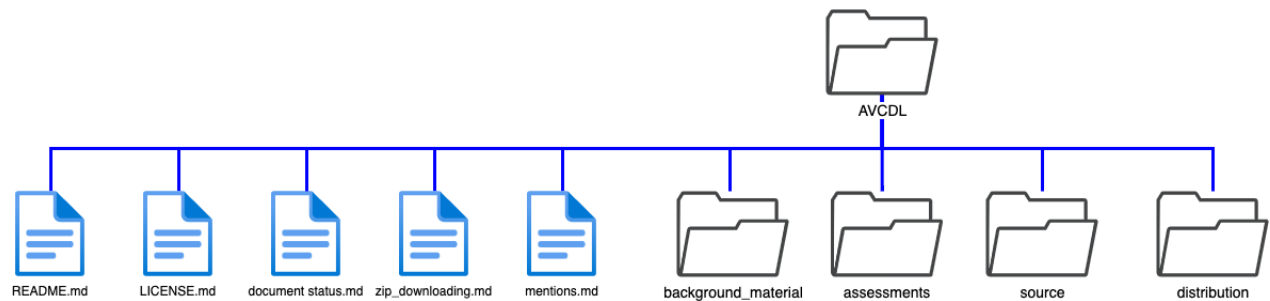 AVCDL
README.md
LICENSE.md
document status.md
zip_downloading.md
mentions.md
background_material
assessments
source
distribution